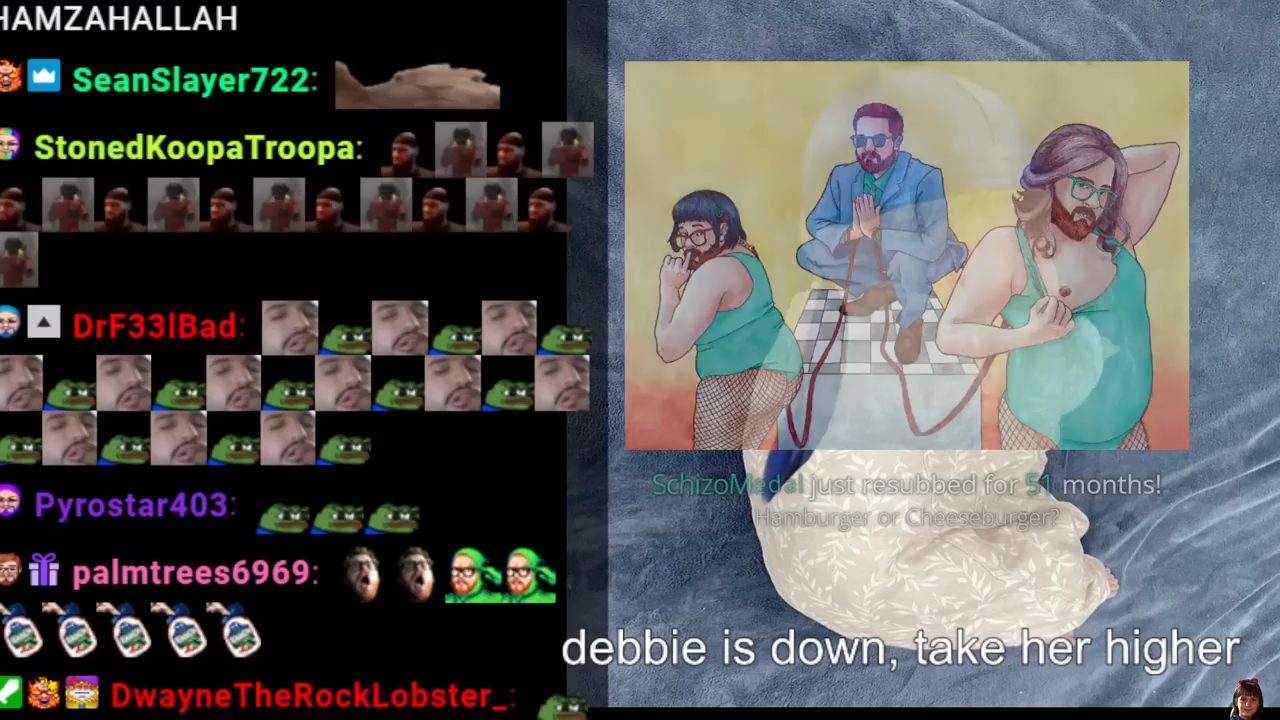 HAMZAHALLAH
SeanSlayer722:
StonedKoopaTroopa:
DrF33lBad:
Pyrostar403:
palmtrees6969:
DwayneTheRockLobster_:
SchizoMedal just resubbed for 51 months!
Hamburger or Cheeseburger?
debbie is down, take her higher